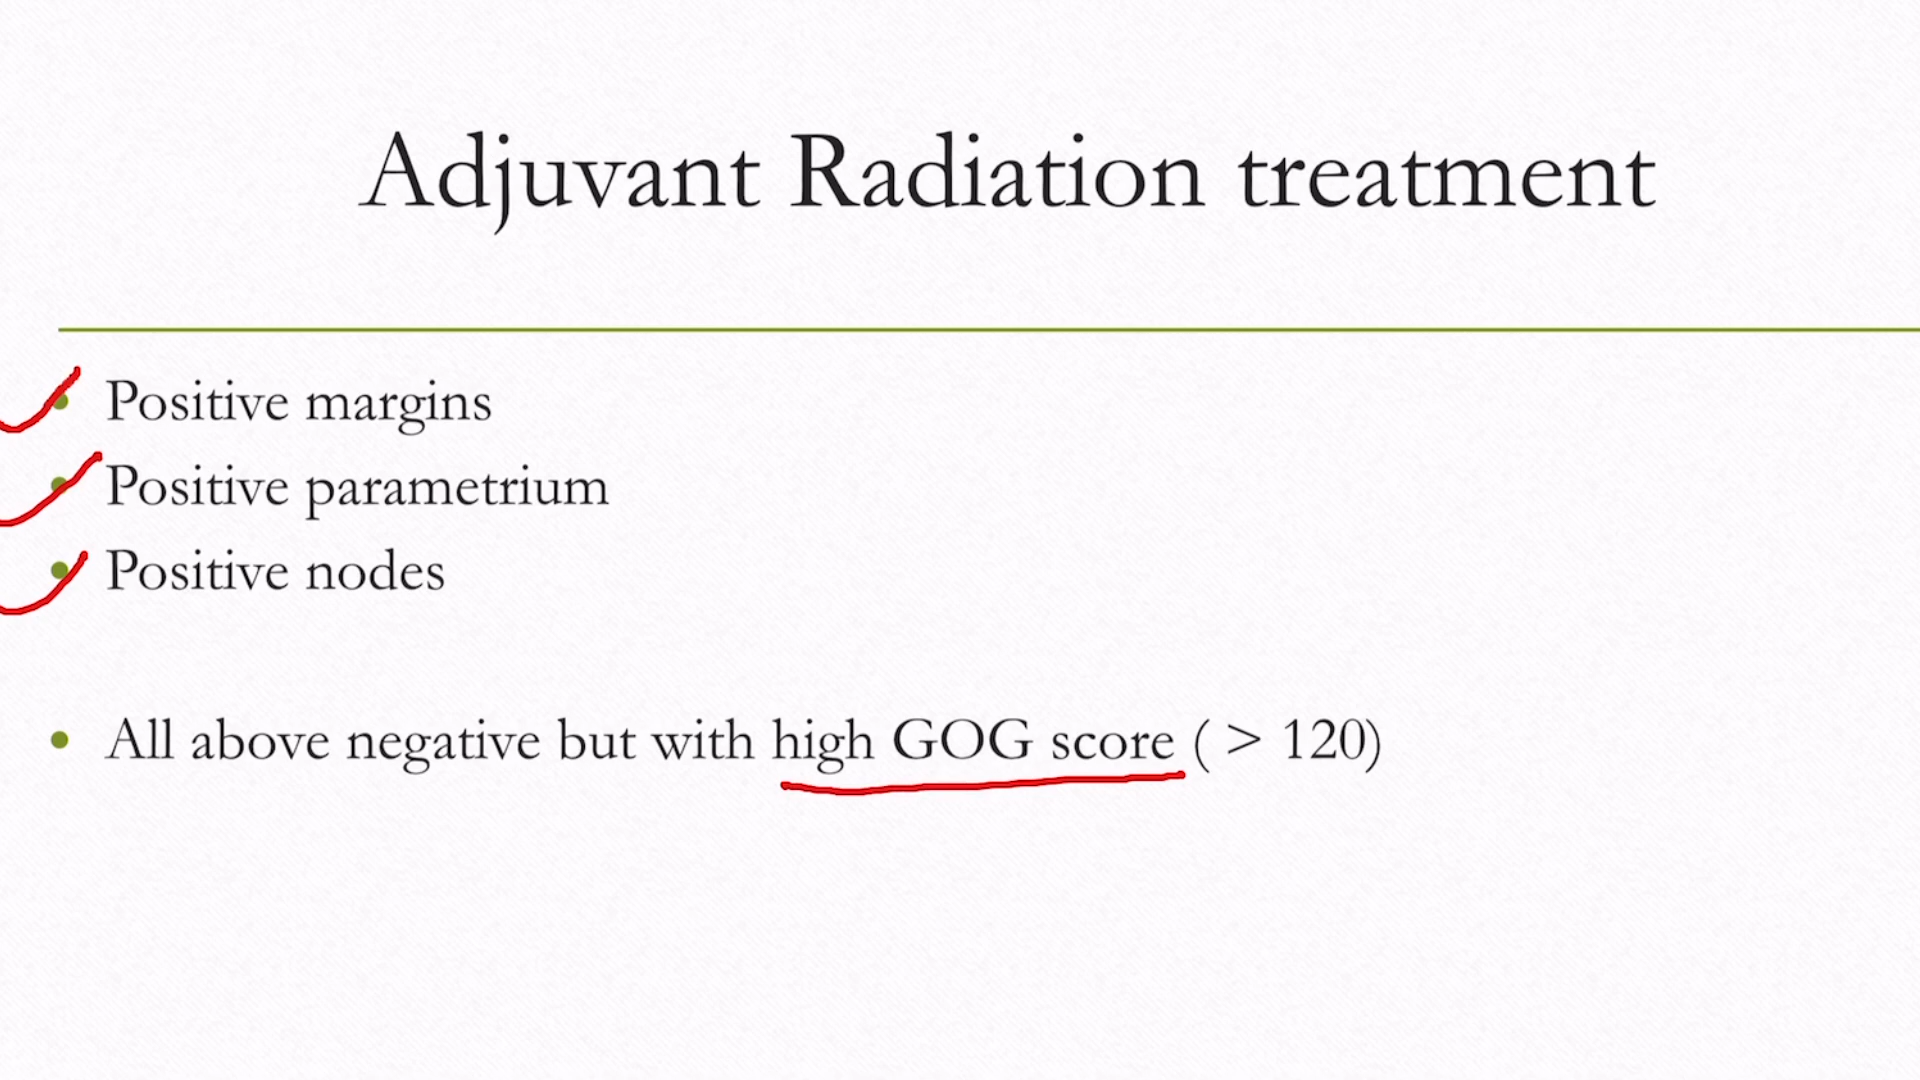 Adjuvant Radiation treatment
• Positive margins
• Positive parametrium
• Positive nodes
• All above negative but with high GOG score ( > 120)